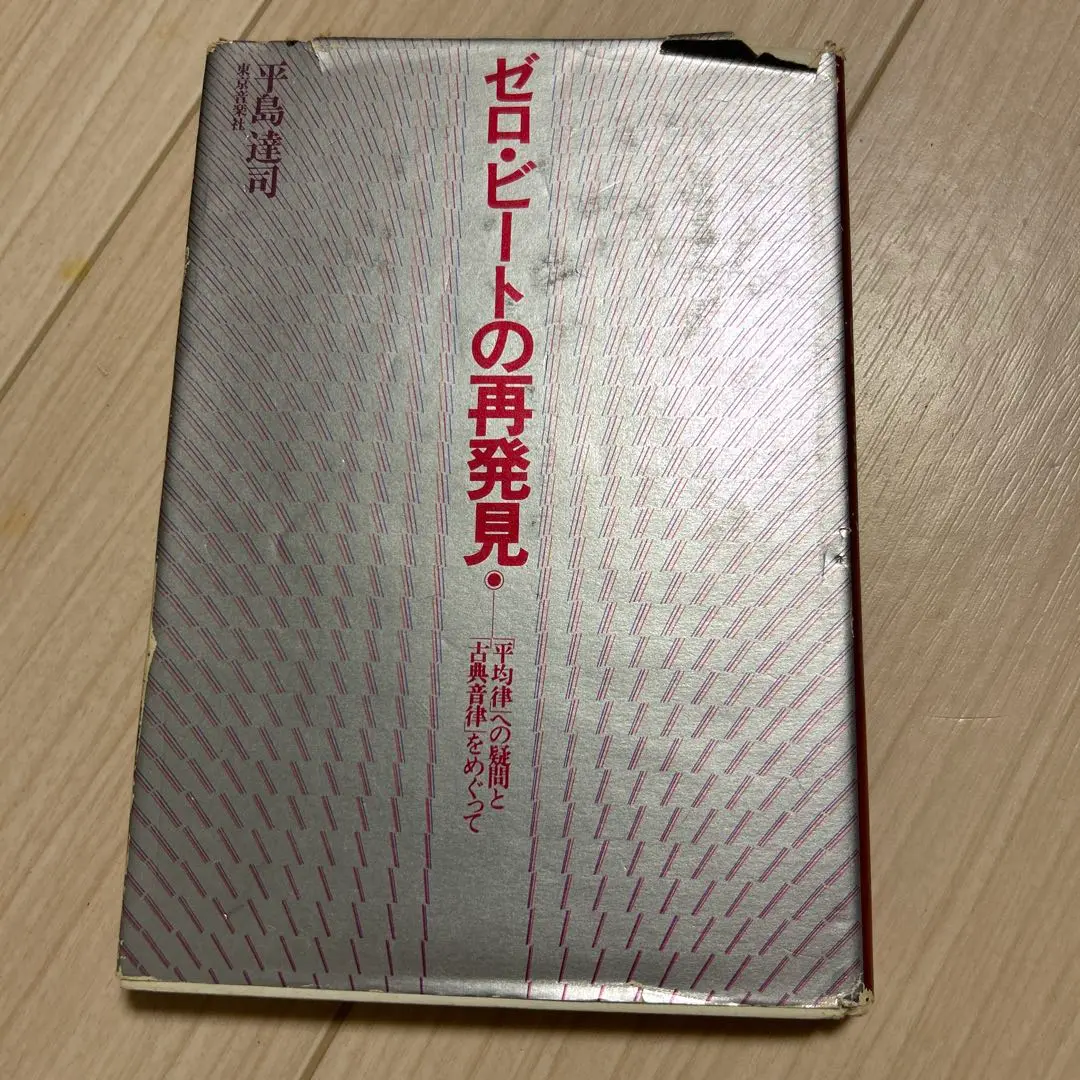 ゼロ・ビートの再発見
「平均律」への疑問と
「古典音律」をめぐって
平島達司
東京音楽社